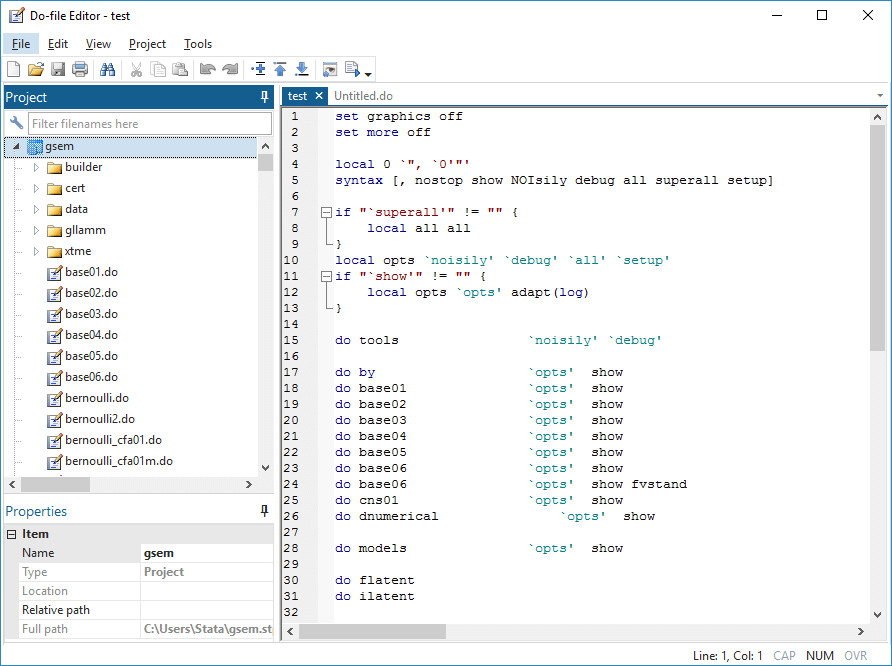 Do-file Editor - test
File Edit View Project Tools
Project
Filter filenames here
gsem
builder
cert
data
gllamm
xtme
base01.do
base02.do
base03.do
base04.do
base05.do
base06.do
bernoulli.do
bernoulli2.do
bernoulli_cfa01.do
bernoulli_cfa01m.do
Properties
Item
Name gsem
Type Project
Location
Relative path
Full path C:\Users\Stata\gsem.st
test Untitled.do
1 set graphics off
2 set more off
3
4 local 0 `", `0'"'
5 syntax [, nostop show NOIsily debug all superall setup]
6
7 if "`superall'" != "" {
8 local all all
9 }
10 local opts `noisily' `debug' `all' `setup'
11 if "`show'" != "" {
12 local opts `opts' adapt(log)
13 }
14
15 do tools `noisily' `debug'
16
17 do by `opts' show
18 do base01 `opts' show
19 do base02 `opts' show
20 do base03 `opts' show
21 do base04 `opts' show
22 do base05 `opts' show
23 do base06 `opts' show
24 do base06 `opts' show fvstand
25 do cns01 `opts' show
26 do dnumerical `opts' show
27
28 do models `opts' show
29
30 do flatent
31 do ilatent
32
Line: 1, Col: 1 CAP NUM OVR